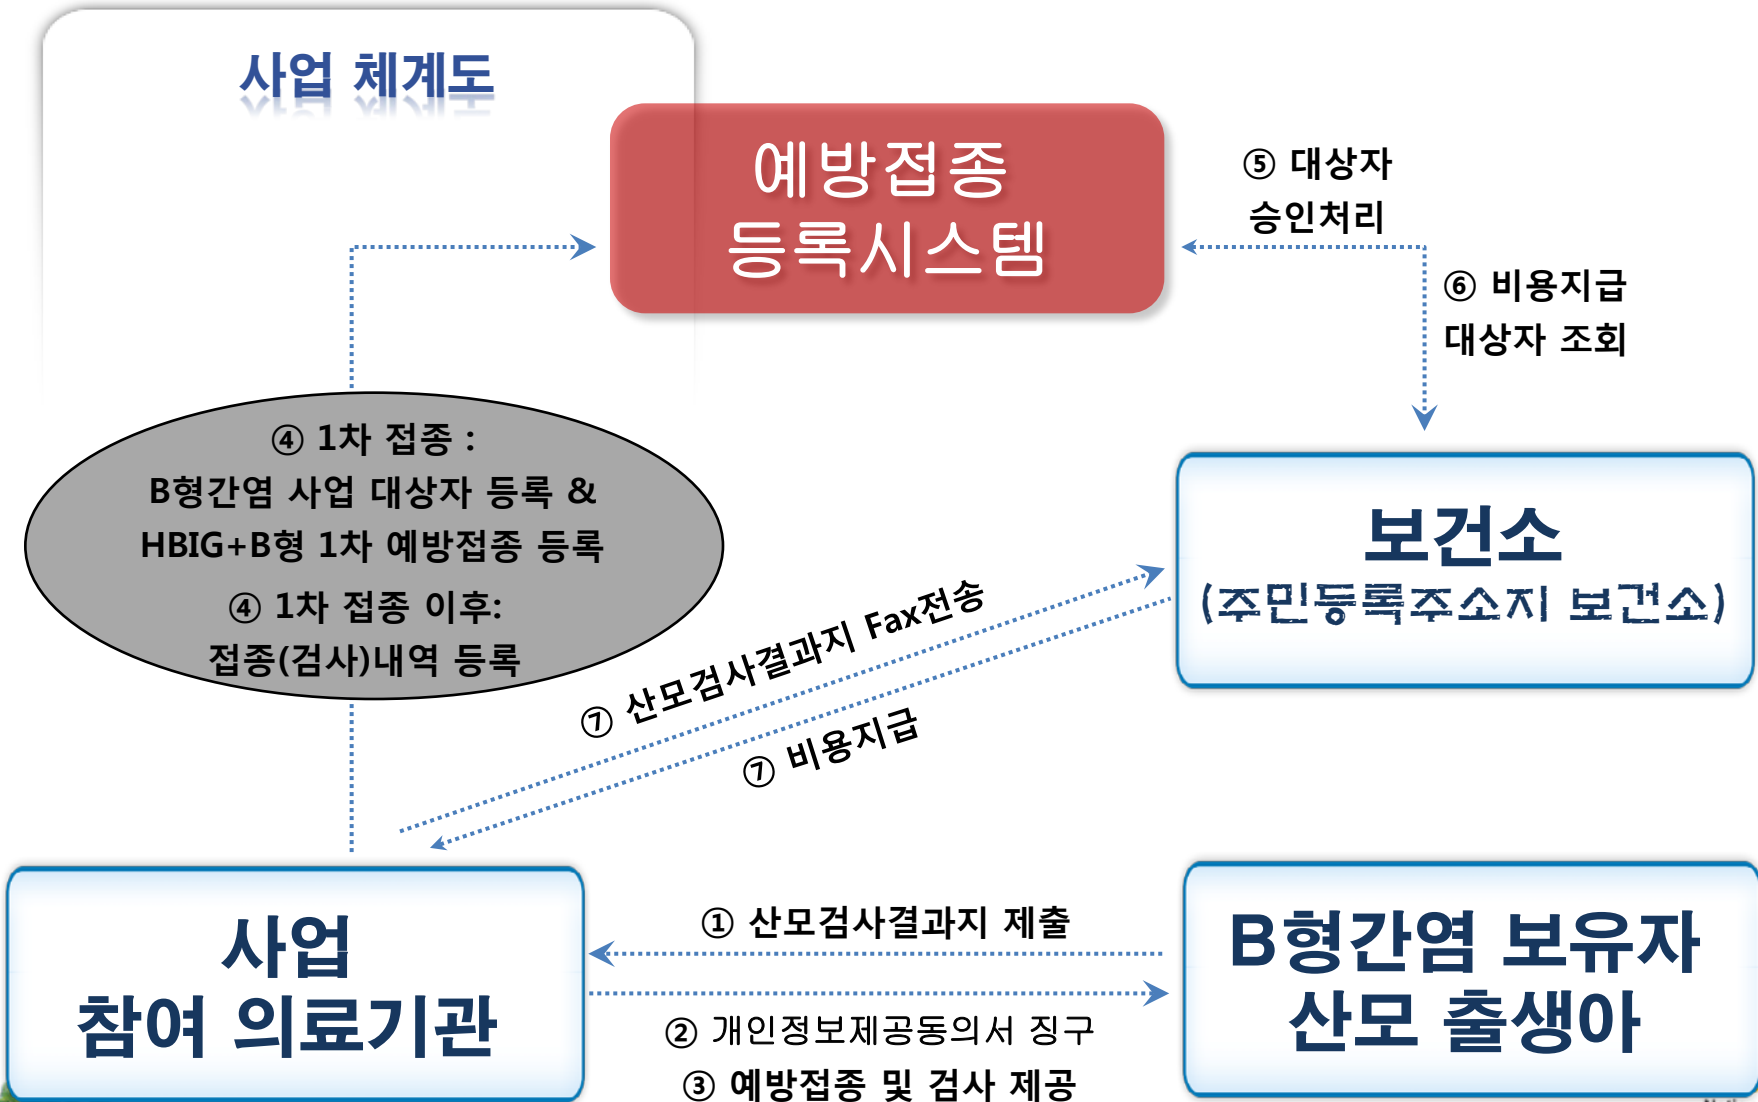 사업 체계도
예방접종
등록시스템
⑤ 대상자
승인처리
⑥ 비용지급
대상자 조회
④ 1차 접종 :
B형간염 사업 대상자 등록 &
HBIG+B형 1차 예방접종 등록
④ 1차 접종 이후:
접종(검사)내역 등록
보건소
(주민등록주소지 보건소)
⑦ 산모검사결과지 Fax전송
⑦ 비용지급
사업
참여 의료기관
① 산모검사결과지 제출
② 개인정보제공동의서 징구
③ 예방접종 및 검사 제공
B형간염 보유자
산모 출생아